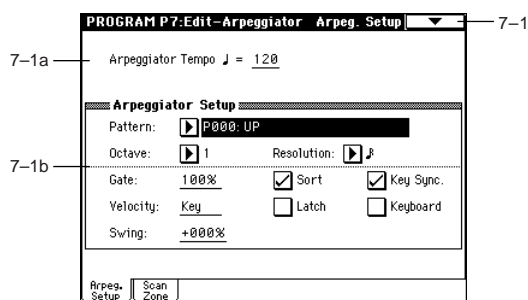 PROGRAM P7:Edit-Arpeggiator Arpeg. Setup
7–1
7–1a
Arpeggiator Tempo ♩ = 120
Arpeggiator Setup
Pattern: P000: UP
7–1b
Octave: 1 Resolution: ♪
Gate: 100% Sort Key Sync.
Velocity: Key Latch Keyboard
Swing: +000%
Arpeg. Setup
Scan Zone